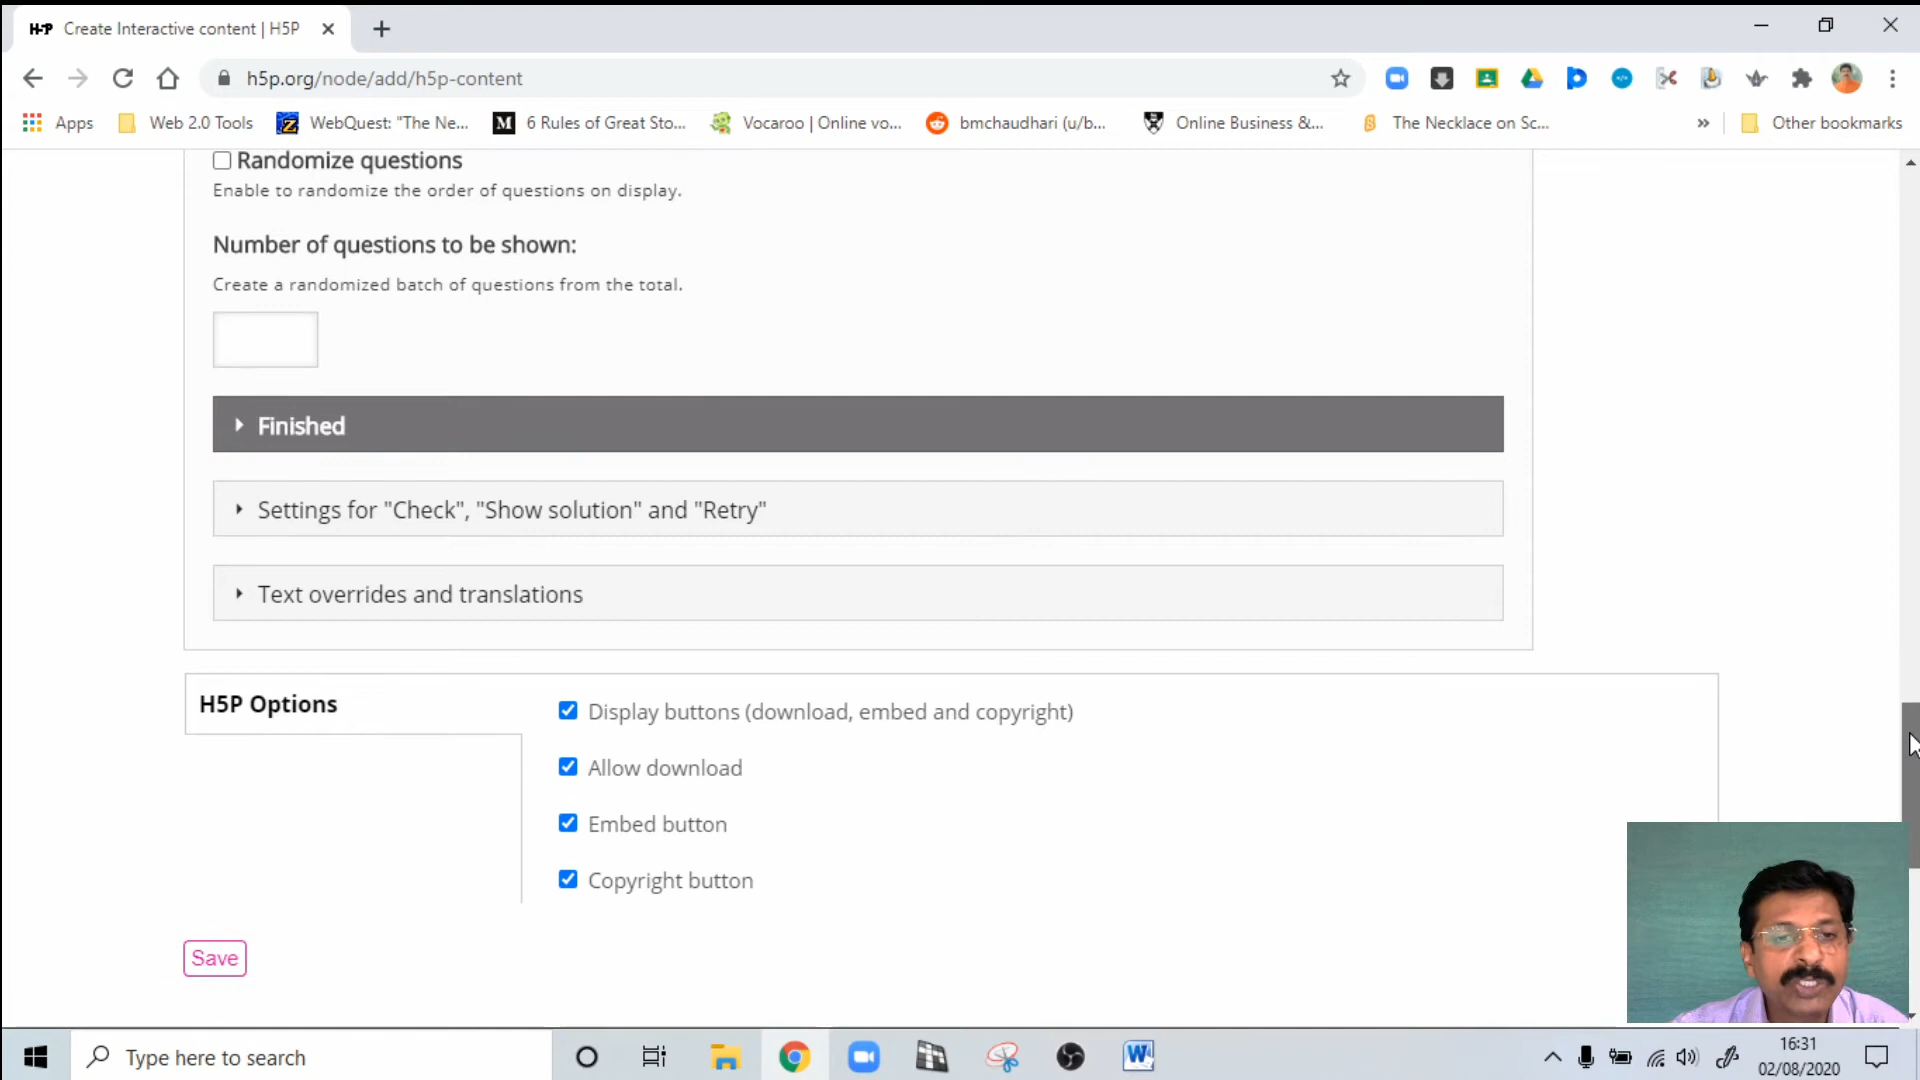 H-P Create Interactive content | H5P
h5p.org/node/add/h5p-content
Apps Web 2.0 Tools WebQuest: "The Ne... M 6 Rules of Great Sto... Vocaroo | Online vo... bmchaudhari (u/b... Online Business &... The Necklace on Sc... » Other bookmarks
Randomize questions
Enable to randomize the order of questions on display.
Number of questions to be shown:
Create a randomized batch of questions from the total.
Finished
Settings for "Check", "Show solution" and "Retry"
Text overrides and translations
H5P Options
Display buttons (download, embed and copyright)
Allow download
Embed button
Copyright button
Save
Type here to search
16:31
02/08/2020